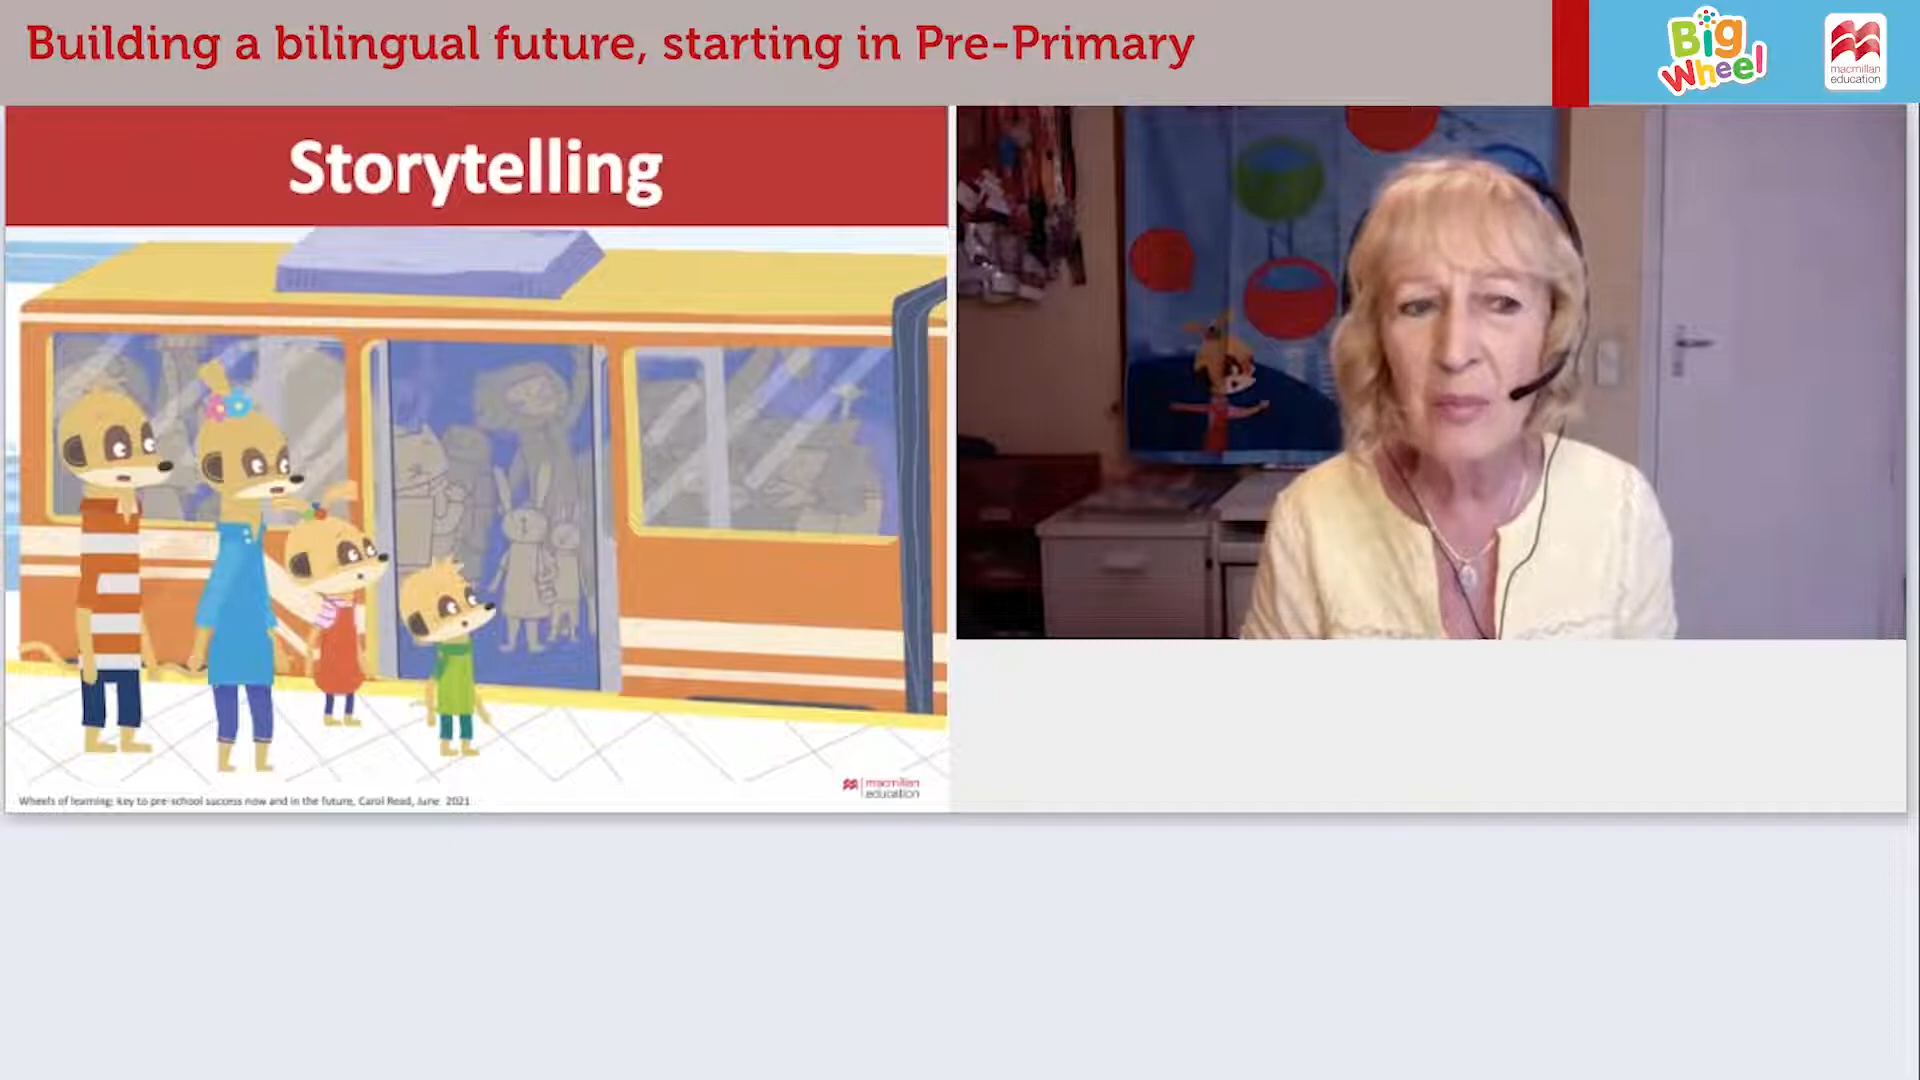 Building a bilingual future, starting in Pre-Primary
Big
Wheel
macmillan
education
Storytelling
macmillan
education
Wheels of learning: key to pre-school success now and in the future, Carol Read, June 2021